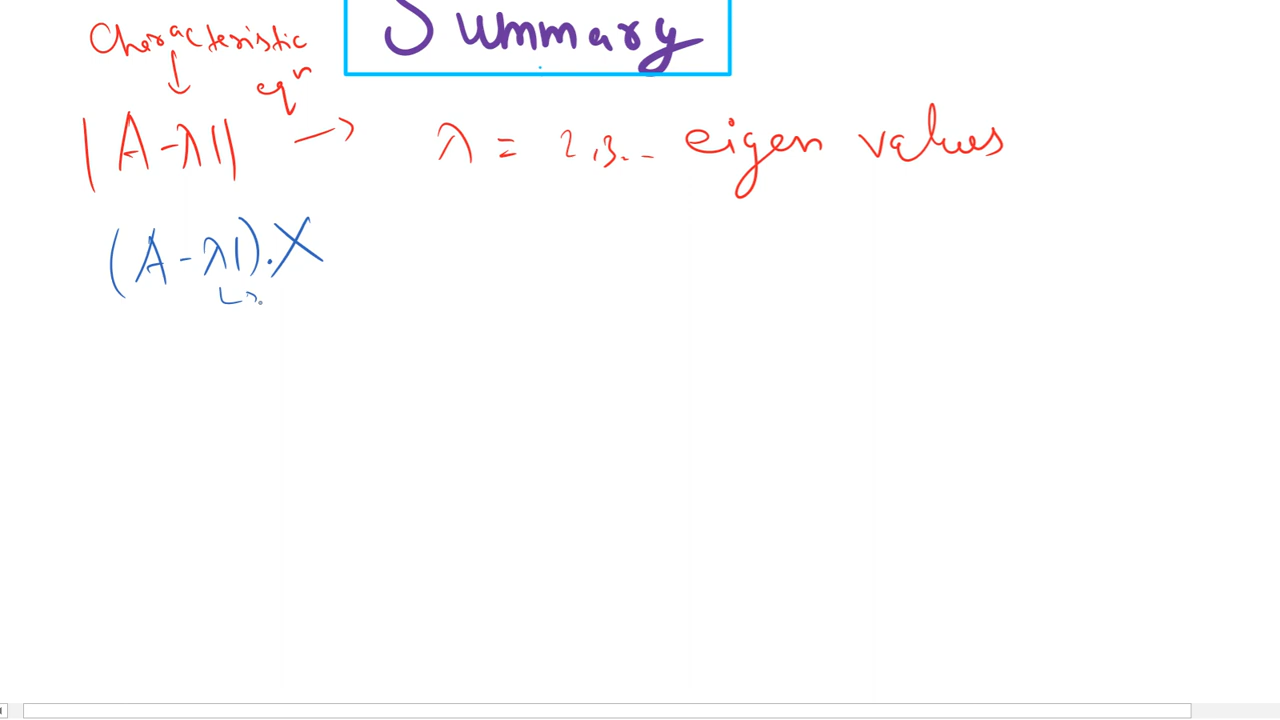 Summary
Characteristic
eqⁿ
|A-λI| → λ = 2,3.-- eigen values
(A-λI).X